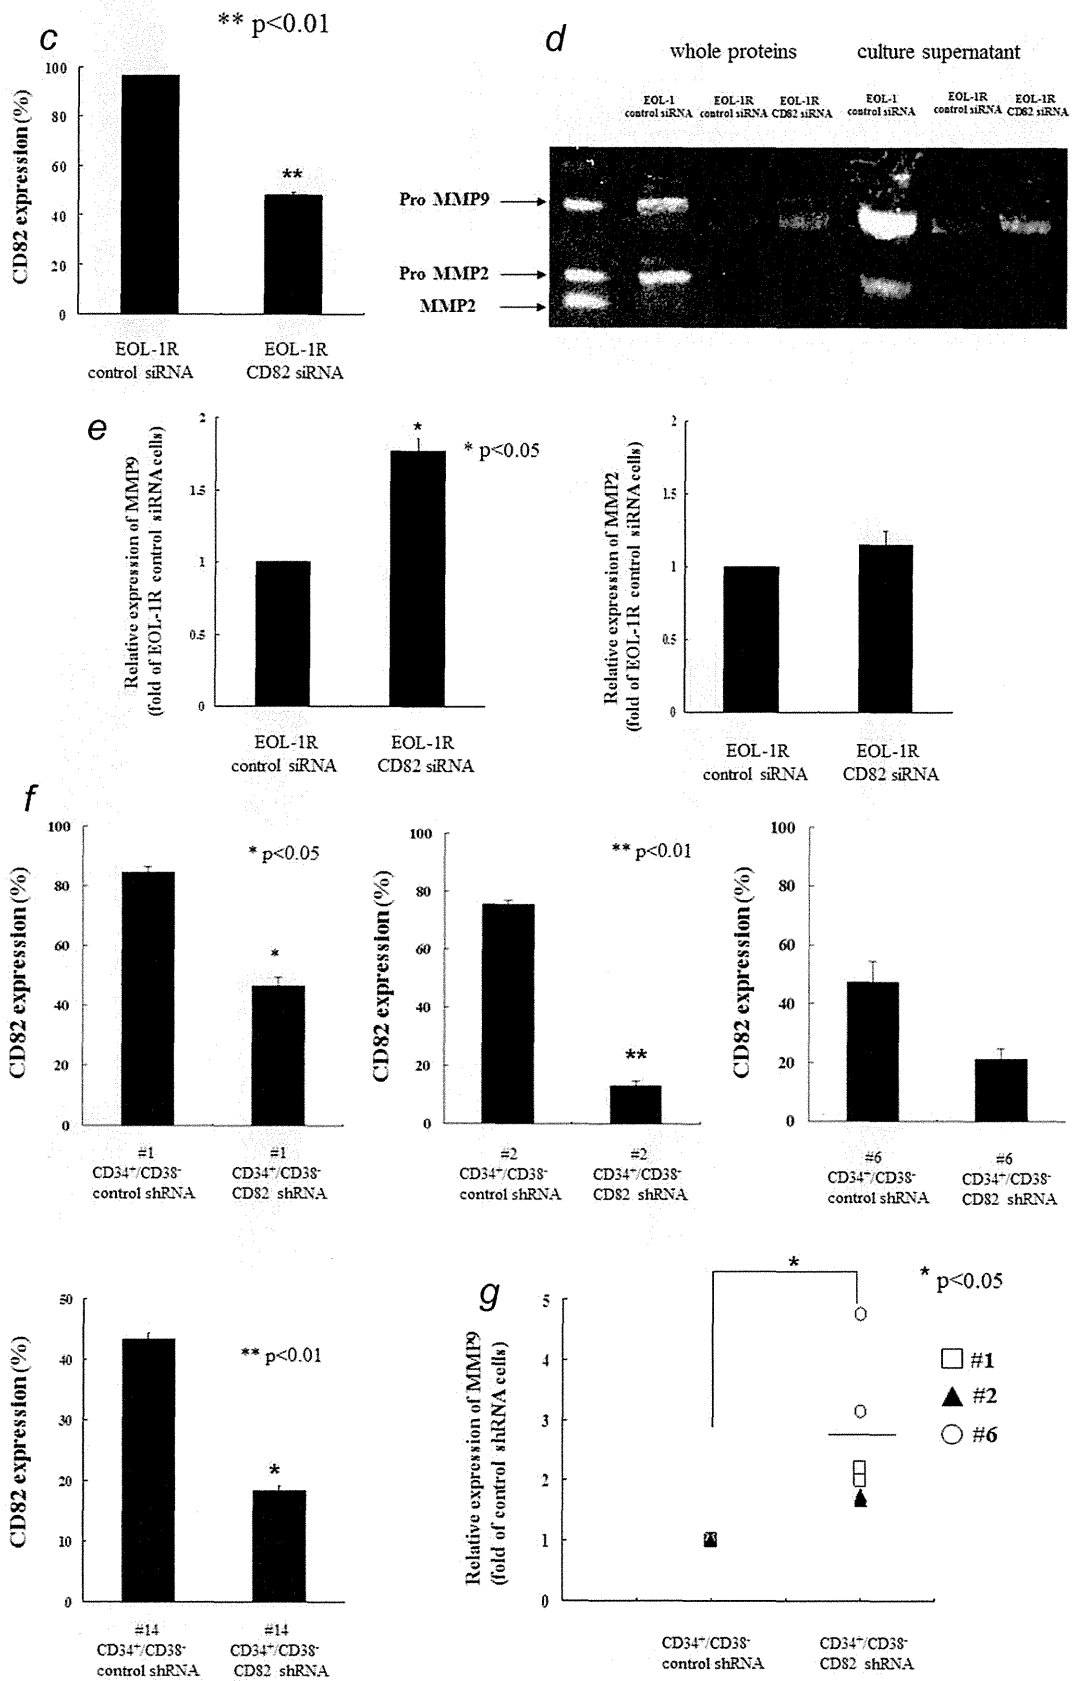 c
** p<0.01
CD82 expression (%)
100
80
60
40
20
0
**
EOL-1R
control siRNA
EOL-1R
CD82 siRNA
d
whole proteins
culture supernatant
EOL-1
control siRNA
EOL-1R
control siRNA
EOL-1R
CD82 siRNA
EOL-1
control siRNA
EOL-1R
control siRNA
EOL-1R
CD82 siRNA
Pro MMP9
Pro MMP2
MMP2
e
Relative expression of MMP9
(fold of EOL-1R control siRNA cells)
2
1.5
1
0.5
0
*
* p<0.05
EOL-1R
control siRNA
EOL-1R
CD82 siRNA
Relative expression of MMP2
(fold of EOL-1R control siRNA cells)
2
1.5
1
0.5
0
EOL-1R
control siRNA
EOL-1R
CD82 siRNA
f
CD82 expression (%)
100
80
60
40
20
0
* p<0.05
*
#1
CD34+/CD38-
control shRNA
#1
CD34+/CD38-
CD82 shRNA
CD82 expression (%)
100
80
60
40
20
0
** p<0.01
**
#2
CD34+/CD38-
control shRNA
#2
CD34+/CD38-
CD82 shRNA
CD82 expression (%)
100
80
60
40
20
0
#6
CD34+/CD38-
control shRNA
#6
CD34+/CD38-
CD82 shRNA
CD82 expression (%)
50
40
30
20
10
0
** p<0.01
*
#14
CD34+/CD38-
control shRNA
#14
CD34+/CD38-
CD82 shRNA
g
Relative expression of MMP9
(fold of control shRNA cells)
5
4
3
2
1
0
*
* p<0.05
#1
#2
#6
CD34+/CD38-
control shRNA
CD34+/CD38-
CD82 shRNA